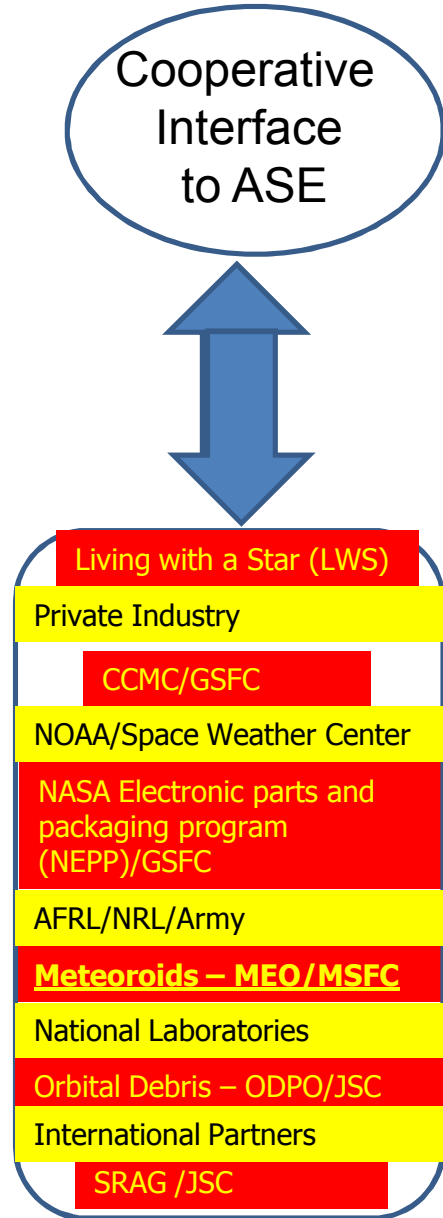 Cooperative
Interface
to ASE
Living with a Star (LWS)
Private Industry
CCMC/GSFC
NOAA/Space Weather Center
NASA Electronic parts and
packaging program
(NEPP)/GSFC
AFRL/NRL/Army
Meteoroids – MEO/MSFC
National Laboratories
Orbital Debris – ODPO/JSC
International Partners
SRAG /JSC